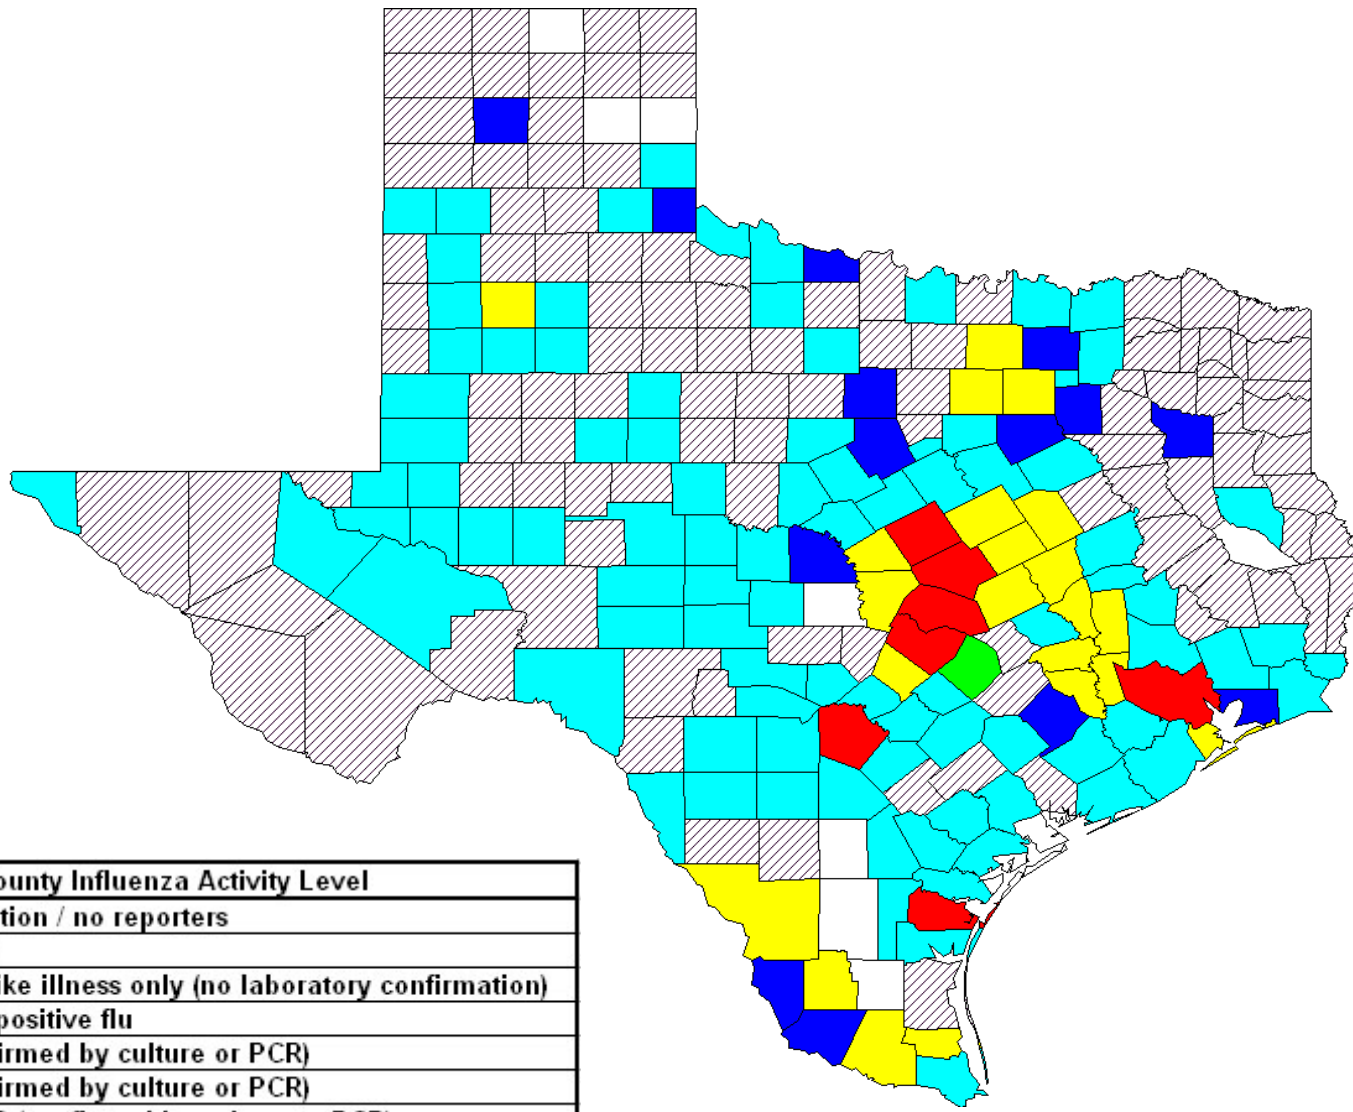 ounty Influenza Activity Level
tion / no reporters
ike illness only (no laboratory confirmation)
positive flu
irmed by culture or PCR)
irmed by culture or PCR)